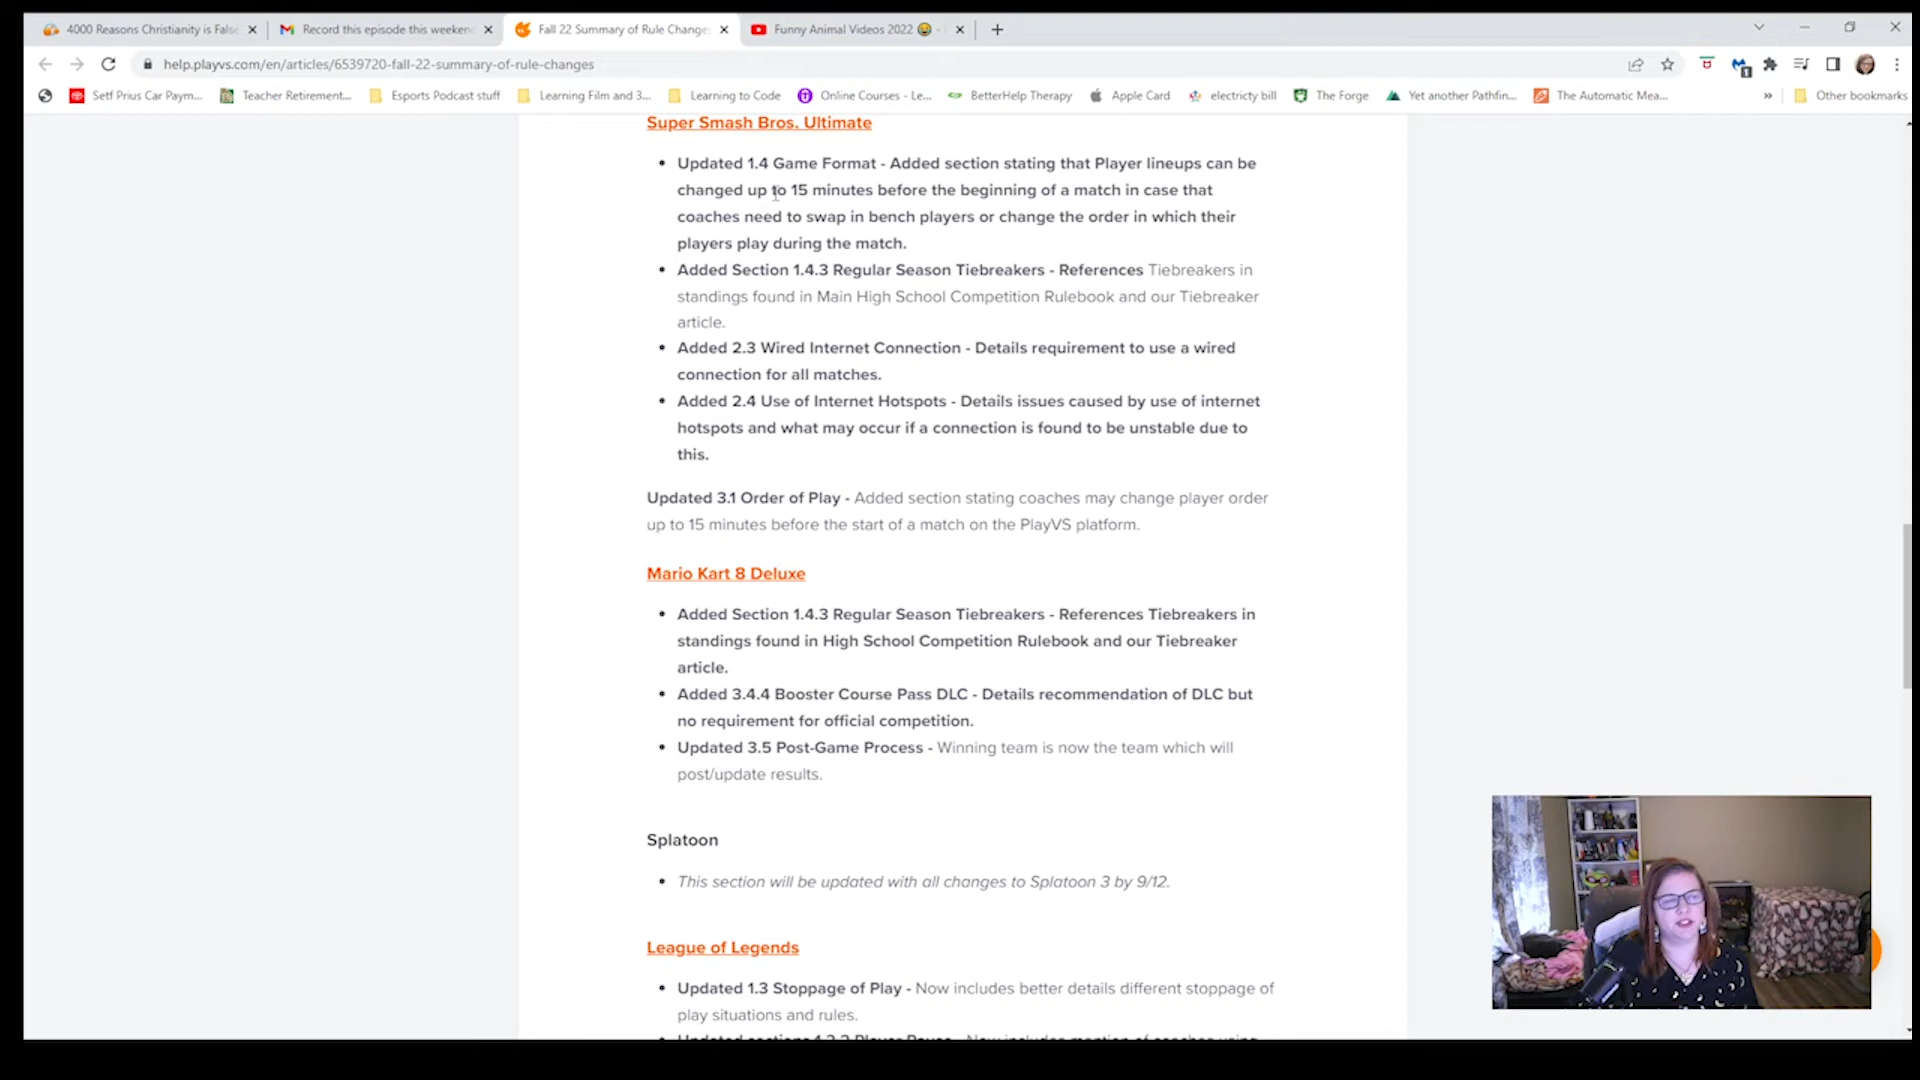 4000 Reasons Christianity is False
Record this episode this weekend
Fall 22 Summary of Rule Changes
Funny Animal Videos 2022
help.playvs.com/en/articles/6539720-fall-22-summary-of-rule-changes
Setf Prius Car Paym...
Teacher Retirement...
Esports Podcast stuff
Learning Film and 3...
Learning to Code
Online Courses - Le...
BetterHelp Therapy
Apple Card
electricty bill
The Forge
Yet another Pathfin...
The Automatic Mea...
»
Other bookmarks
Super Smash Bros. Ultimate
• Updated 1.4 Game Format - Added section stating that Player lineups can be
changed up to 15 minutes before the beginning of a match in case that
coaches need to swap in bench players or change the order in which their
players play during the match.
• Added Section 1.4.3 Regular Season Tiebreakers - References Tiebreakers in
standings found in Main High School Competition Rulebook and our Tiebreaker
article.
• Added 2.3 Wired Internet Connection - Details requirement to use a wired
connection for all matches.
• Added 2.4 Use of Internet Hotspots - Details issues caused by use of internet
hotspots and what may occur if a connection is found to be unstable due to
this.
Updated 3.1 Order of Play - Added section stating coaches may change player order
up to 15 minutes before the start of a match on the PlayVS platform.
Mario Kart 8 Deluxe
• Added Section 1.4.3 Regular Season Tiebreakers - References Tiebreakers in
standings found in High School Competition Rulebook and our Tiebreaker
article.
• Added 3.4.4 Booster Course Pass DLC - Details recommendation of DLC but
no requirement for official competition.
• Updated 3.5 Post-Game Process - Winning team is now the team which will
post/update results.
Splatoon
• This section will be updated with all changes to Splatoon 3 by 9/12.
League of Legends
• Updated 1.3 Stoppage of Play - Now includes better details different stoppage of
play situations and rules.